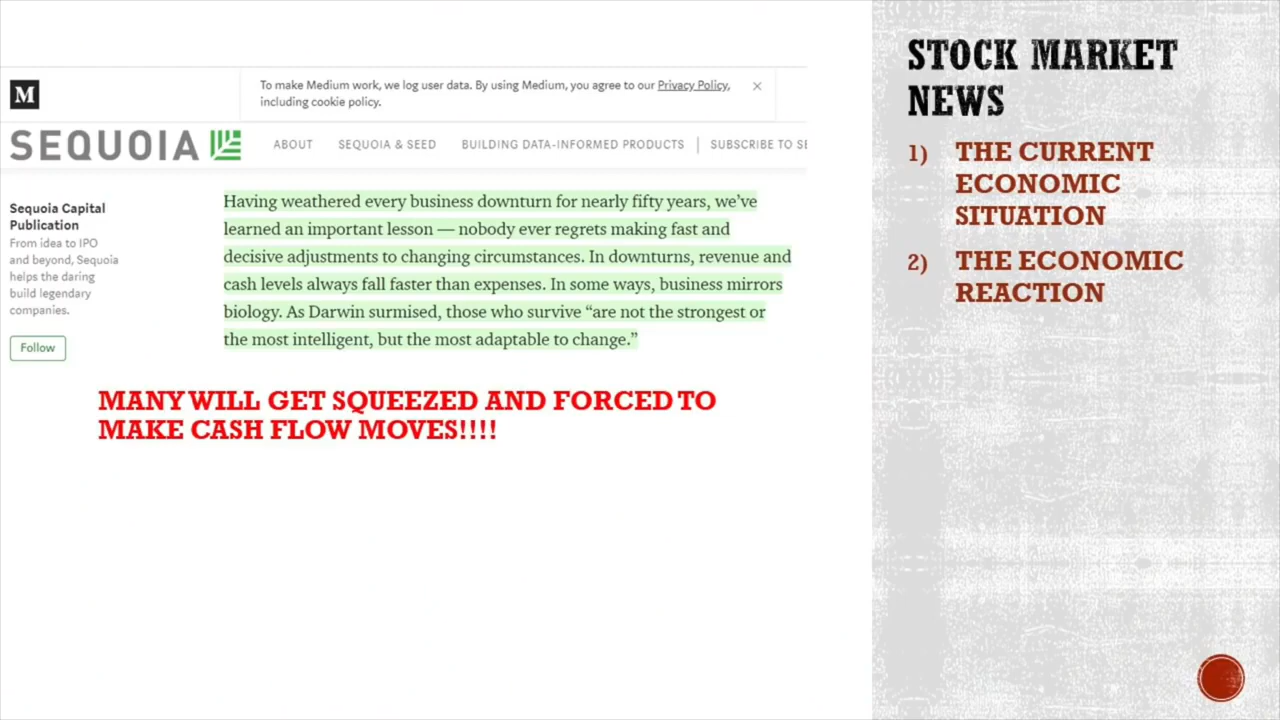 M
To make Medium work, we log user data. By using Medium, you agree to our Privacy Policy,
including cookie policy.
SEQUOIA
ABOUT SEQUOIA & SEED BUILDING DATA-INFORMED PRODUCTS SUBSCRIBE TO SE
Sequoia Capital
Publication
From idea to IPO
and beyond, Sequoia
helps the daring
build legendary
companies.
Follow
Having weathered every business downturn for nearly fifty years, we’ve
learned an important lesson — nobody ever regrets making fast and
decisive adjustments to changing circumstances. In downturns, revenue and
cash levels always fall faster than expenses. In some ways, business mirrors
biology. As Darwin surmised, those who survive “are not the strongest or
the most intelligent, but the most adaptable to change.”
MANY WILL GET SQUEEZED AND FORCED TO
MAKE CASH FLOW MOVES!!!!
STOCK MARKET
NEWS
1) THE CURRENT
ECONOMIC
SITUATION
2) THE ECONOMIC
REACTION